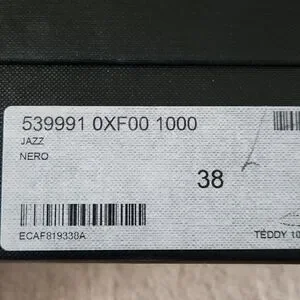 539991 0XF00 1000
JAZZ
NERO
38
ECAF819338A
TEDDY 10